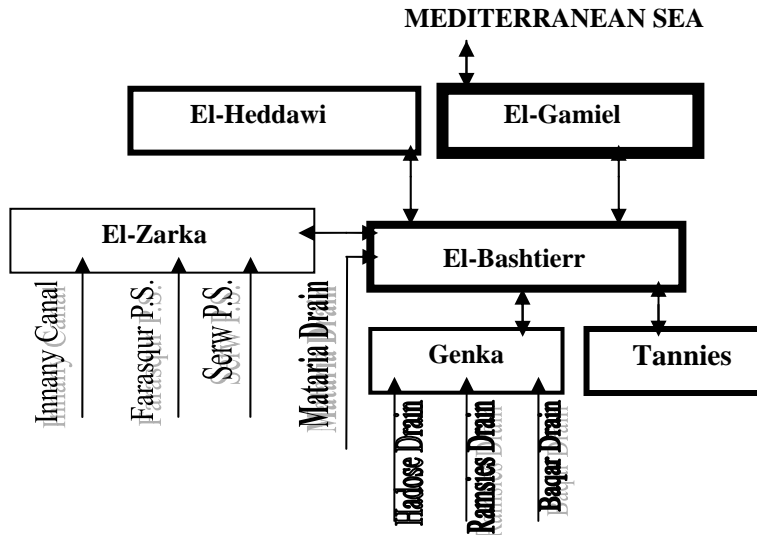 MEDITERRANEAN SEA
El-Heddawi
El-Gamiel
El-Zarka
El-Bashtierr
Innany Canal
Farasqur P.S.
Serw P.S.
Mataria Drain
Genka
Tannies
Hadose Drain
Ramsies Drain
Baqar Drain